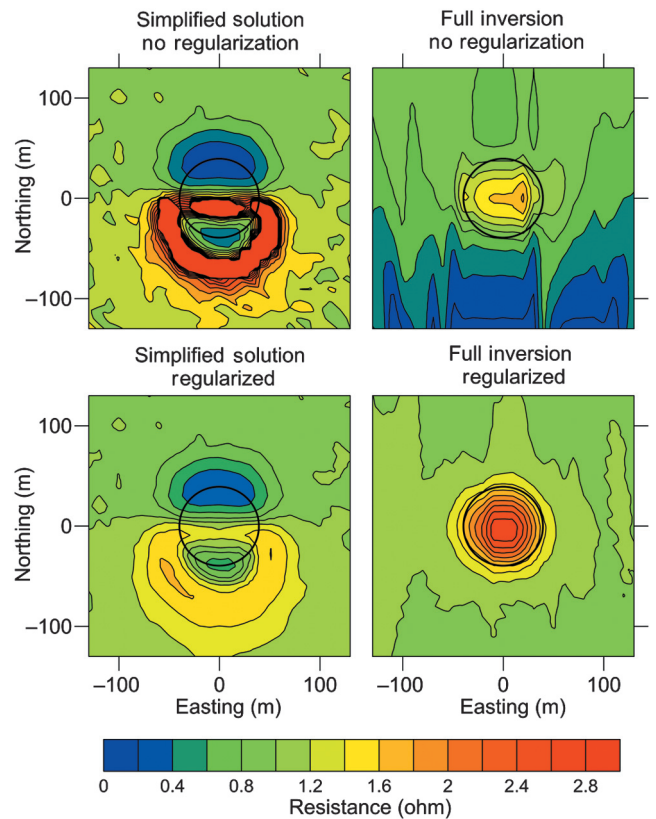 Simplified solution
no regularization
Full inversion
no regularization
Northing (m)
100
0
–100
Simplified solution
regularized
Full inversion
regularized
Northing (m)
100
0
–100
–100 0 100
–100 0 100
Easting (m)
Easting (m)
0 0.4 0.8 1.2 1.6 2 2.4 2.8
Resistance (ohm)